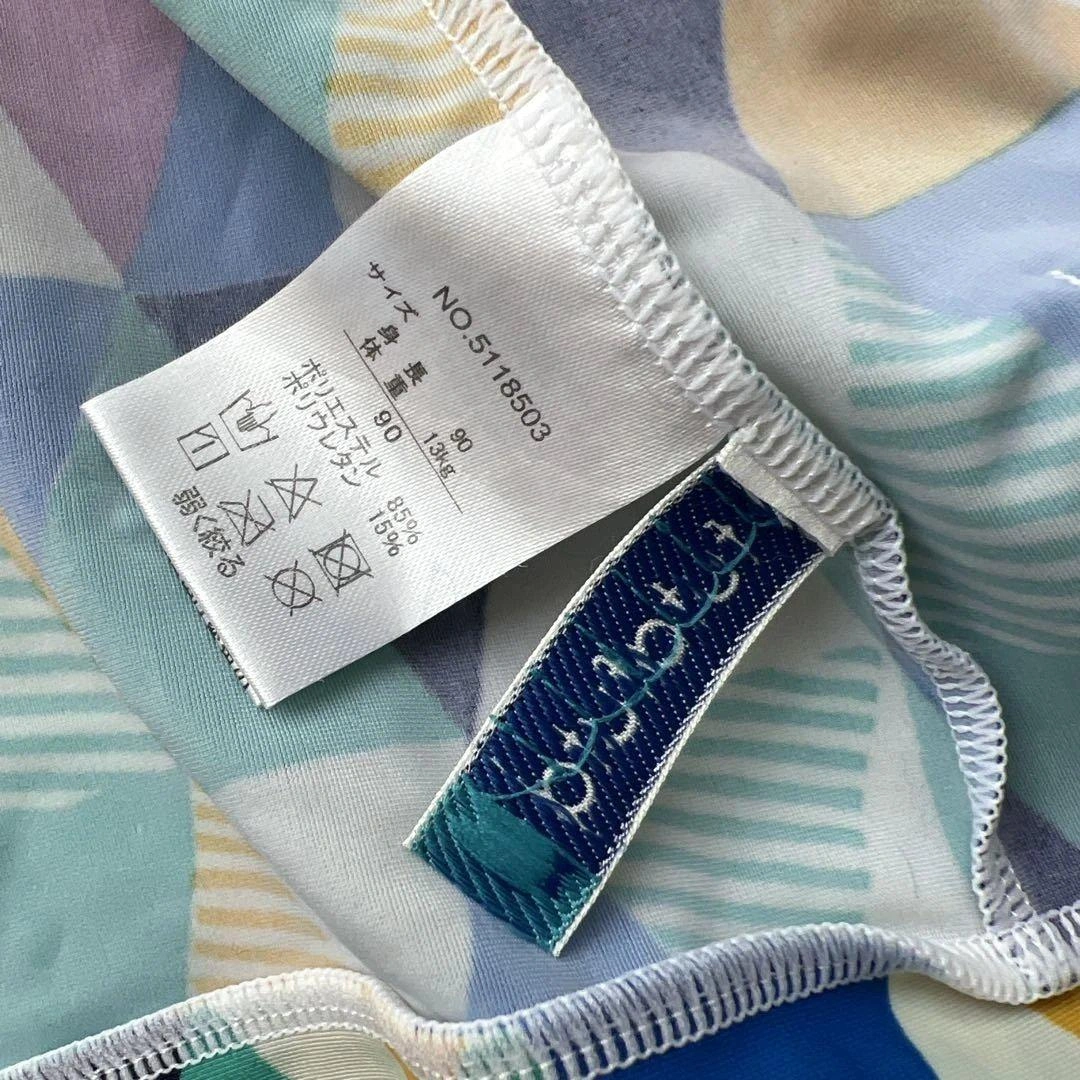 NO.5118503
サイズ 身長 90
体重 13kg
90
ポリエステル 85%
ポリウレタン 15%
弱く絞る